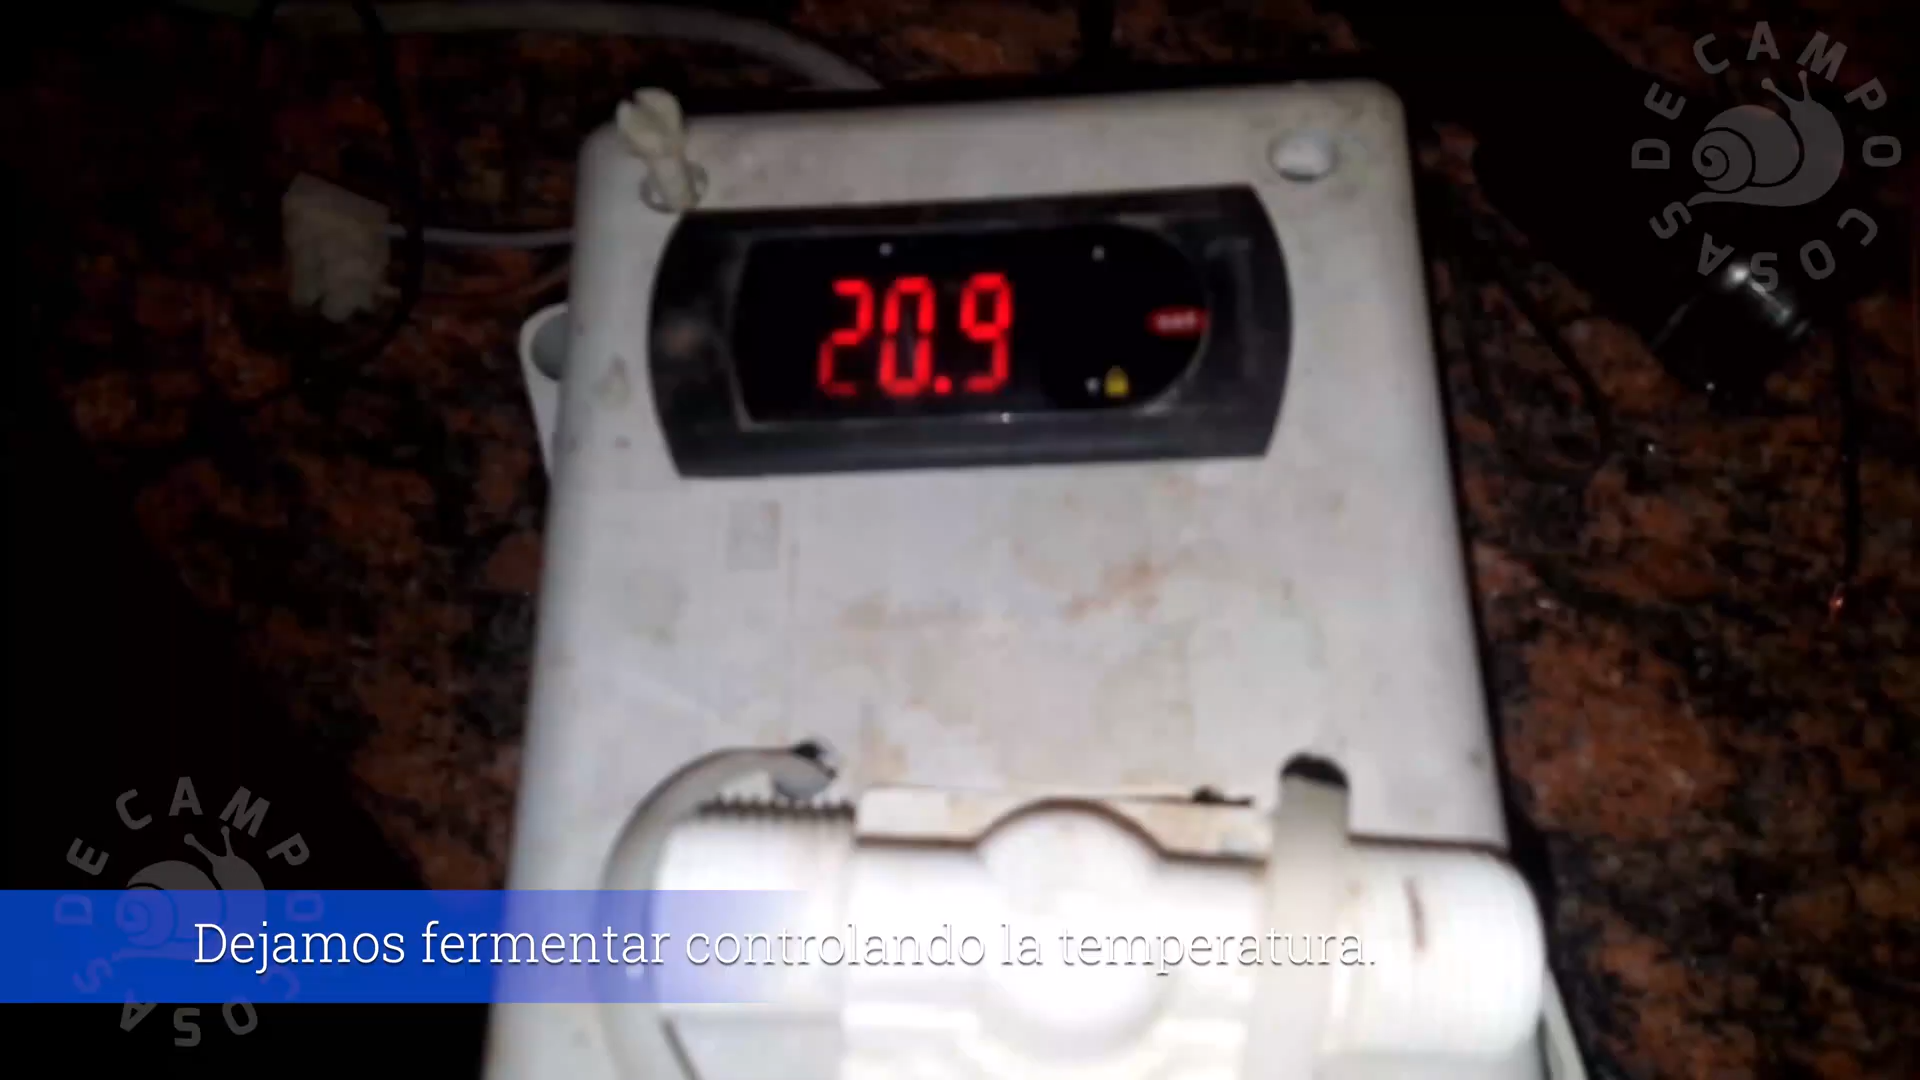 COSAS DE CAMPO
20.9
COSAS DE CAMPO
Dejamos fermentar controlando la temperatura.